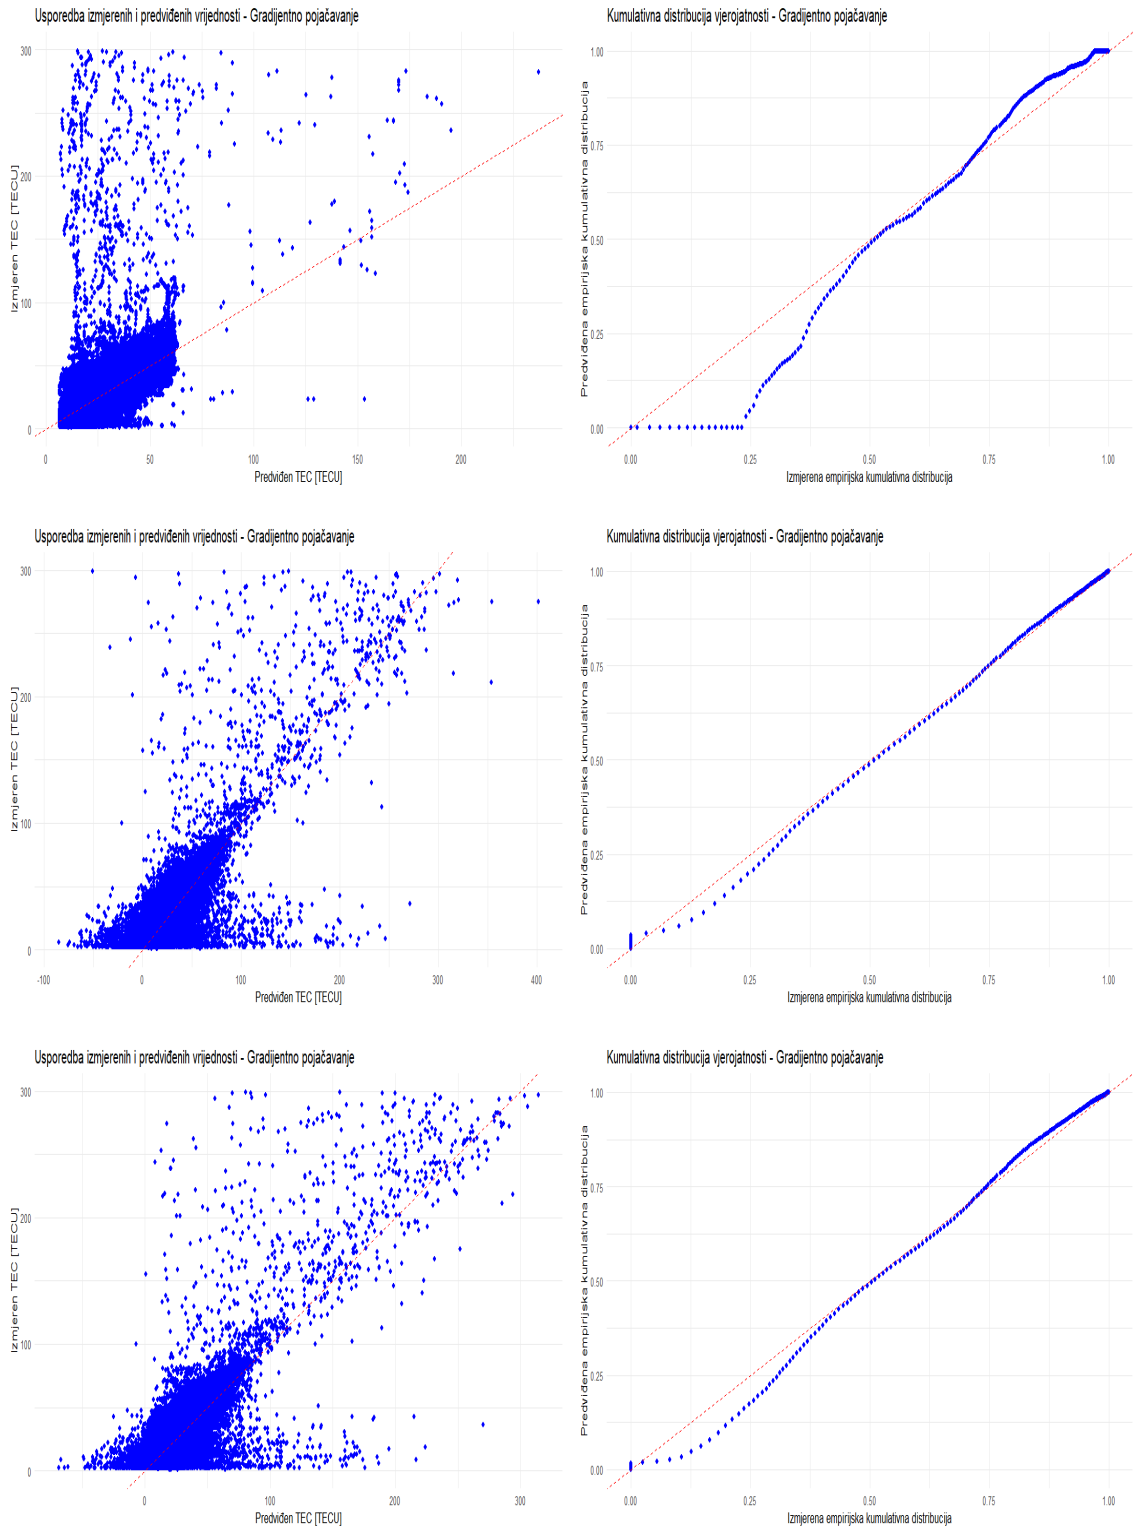 Usporedba izmjerenih i predviđenih vrijednosti - Gradijentno pojačavanje
300
200
100
0
Izmjeren TEC [TECU]
0 50 100 150 200
Predviđen TEC [TECU]
Kumulativna distribucija vjerojatnosti - Gradijentno pojačavanje
1.00
0.75
0.50
0.25
0.00
Predviđena empirijska kumulativna distribucija
0.00 0.25 0.50 0.75 1.00
Izmjerena empirijska kumulativna distribucija
Usporedba izmjerenih i predviđenih vrijednosti - Gradijentno pojačavanje
300
200
100
0
Izmjeren TEC [TECU]
-100 0 100 200 300 400
Predviđen TEC [TECU]
Kumulativna distribucija vjerojatnosti - Gradijentno pojačavanje
1.00
0.75
0.50
0.25
0.00
Predviđena empirijska kumulativna distribucija
0.00 0.25 0.50 0.75 1.00
Izmjerena empirijska kumulativna distribucija
Usporedba izmjerenih i predviđenih vrijednosti - Gradijentno pojačavanje
300
200
100
0
Izmjeren TEC [TECU]
0 100 200 300
Predviđen TEC [TECU]
Kumulativna distribucija vjerojatnosti - Gradijentno pojačavanje
1.00
0.75
0.50
0.25
0.00
Predviđena empirijska kumulativna distribucija
0.00 0.25 0.50 0.75 1.00
Izmjerena empirijska kumulativna distribucija